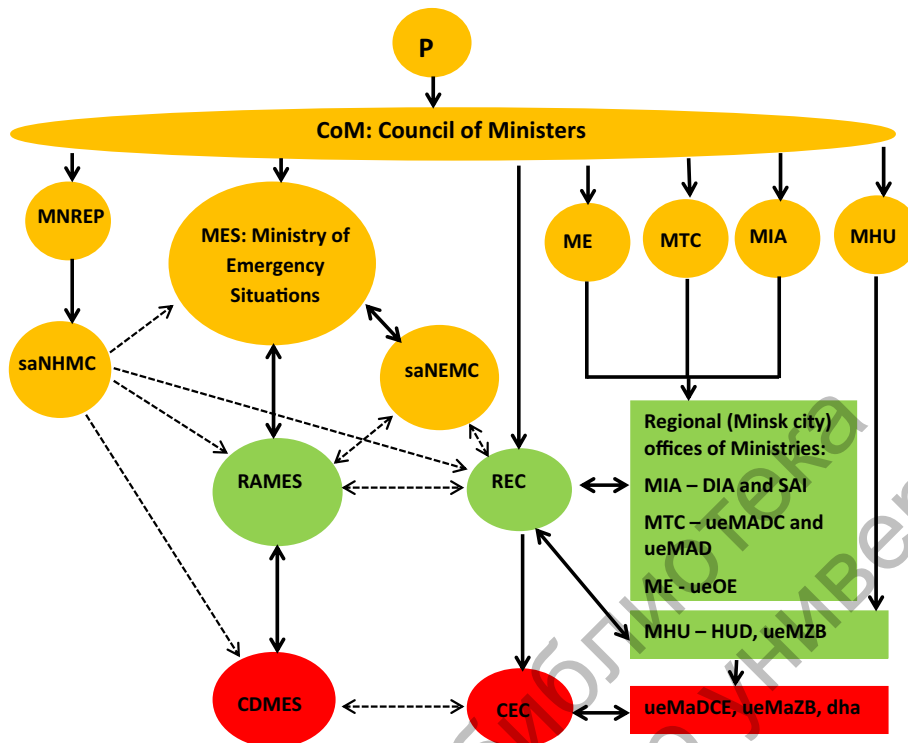 P
CoM: Council of Ministers
MNREP
MES: Ministry of
Emergency
Situations
ME
MTC
MIA
MHU
saNHMC
saNEMC
Regional (Minsk city)
offices of Ministries:
MIA – DIA and SAI
MTC – ueMADC and
ueMAD
ME - ueOE
RAMES
REC
MHU – HUD, ueMZB
CDMES
CEC
ueMaDCE, ueMaZB, dha
библиотека